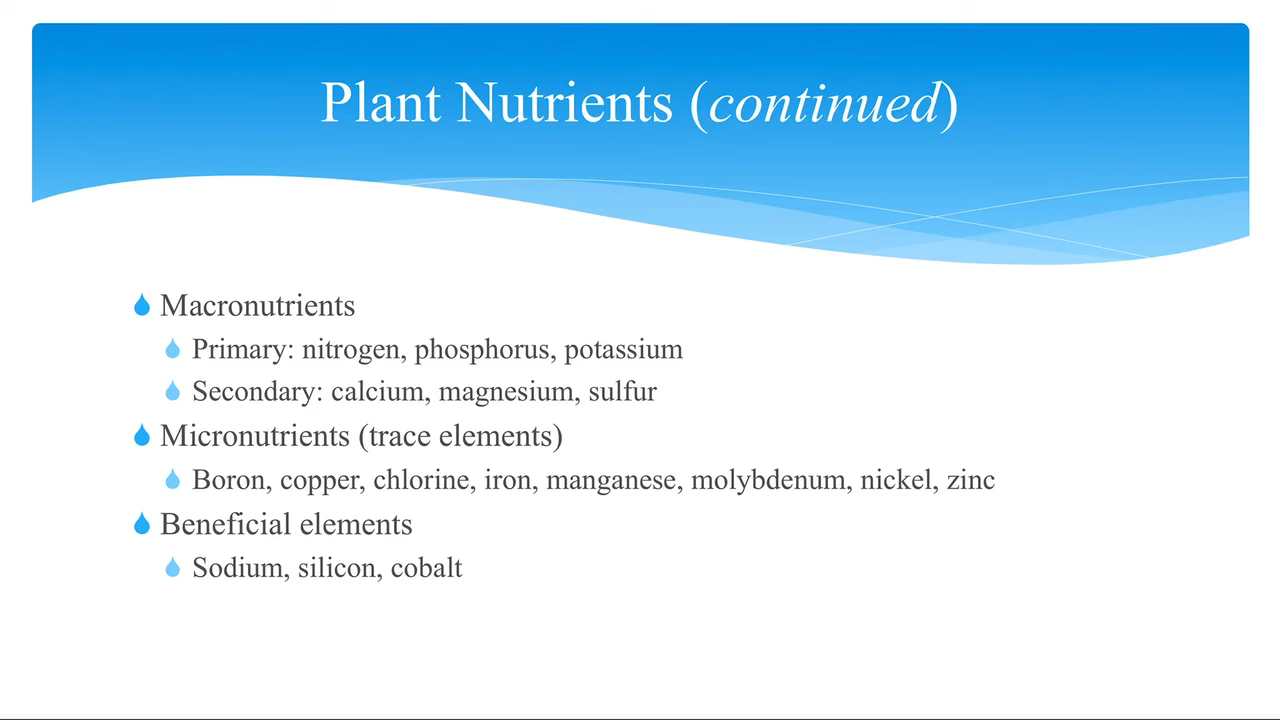 Plant Nutrients (continued)
Macronutrients
Primary: nitrogen, phosphorus, potassium
Secondary: calcium, magnesium, sulfur
Micronutrients (trace elements)
Boron, copper, chlorine, iron, manganese, molybdenum, nickel, zinc
Beneficial elements
Sodium, silicon, cobalt